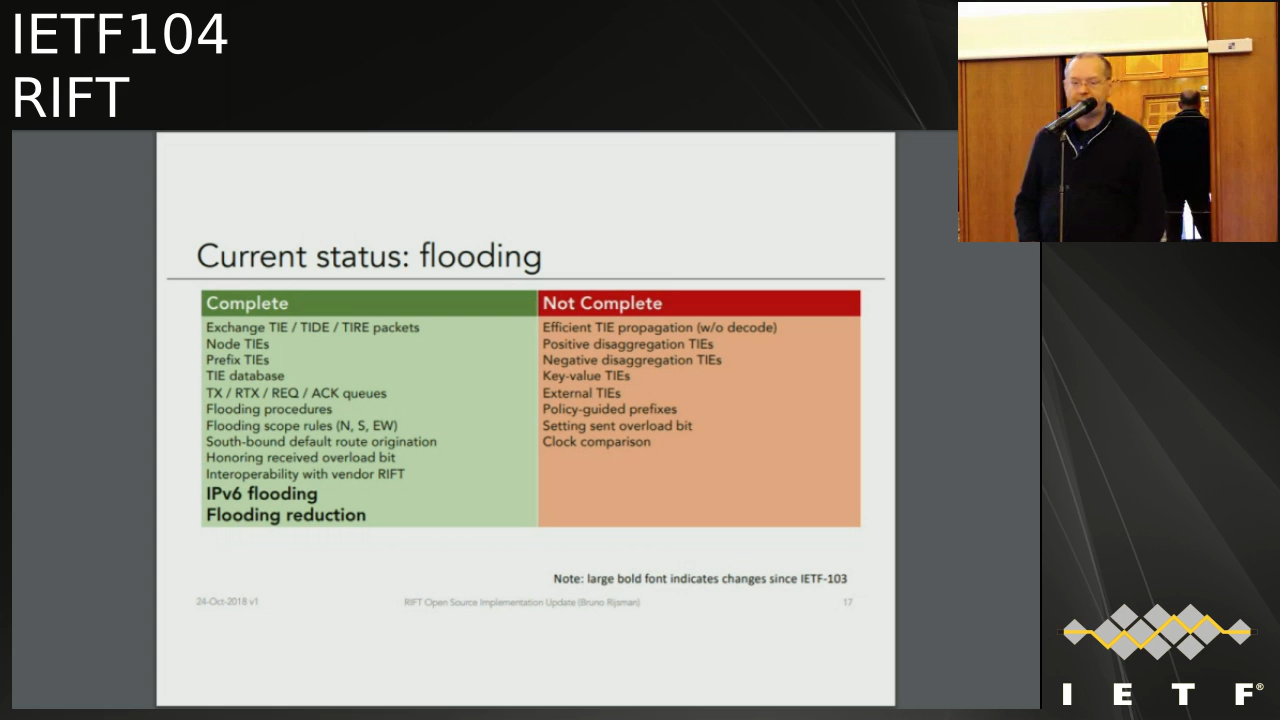 IETF104
RIFT
Current status: flooding
Complete
Exchange TIE / TIDE / TIRE packets
Node TIEs
Prefix TIEs
TIE database
TX / RTX / REQ / ACK queues
Flooding procedures
Flooding scope rules (N, S, EW)
South-bound default route origination
Honoring received overload bit
Interoperability with vendor RIFT
IPv6 flooding
Flooding reduction
Not Complete
Efficient TIE propagation (w/o decode)
Positive disaggregation TIEs
Negative disaggregation TIEs
Key-value TIEs
External TIEs
Policy-guided prefixes
Setting sent overload bit
Clock comparison
Note: large bold font indicates changes since IETF-103
24-Oct-2018 v1
RIFT Open Source Implementation Update (Bruno Rijsman)
17
I E T F®